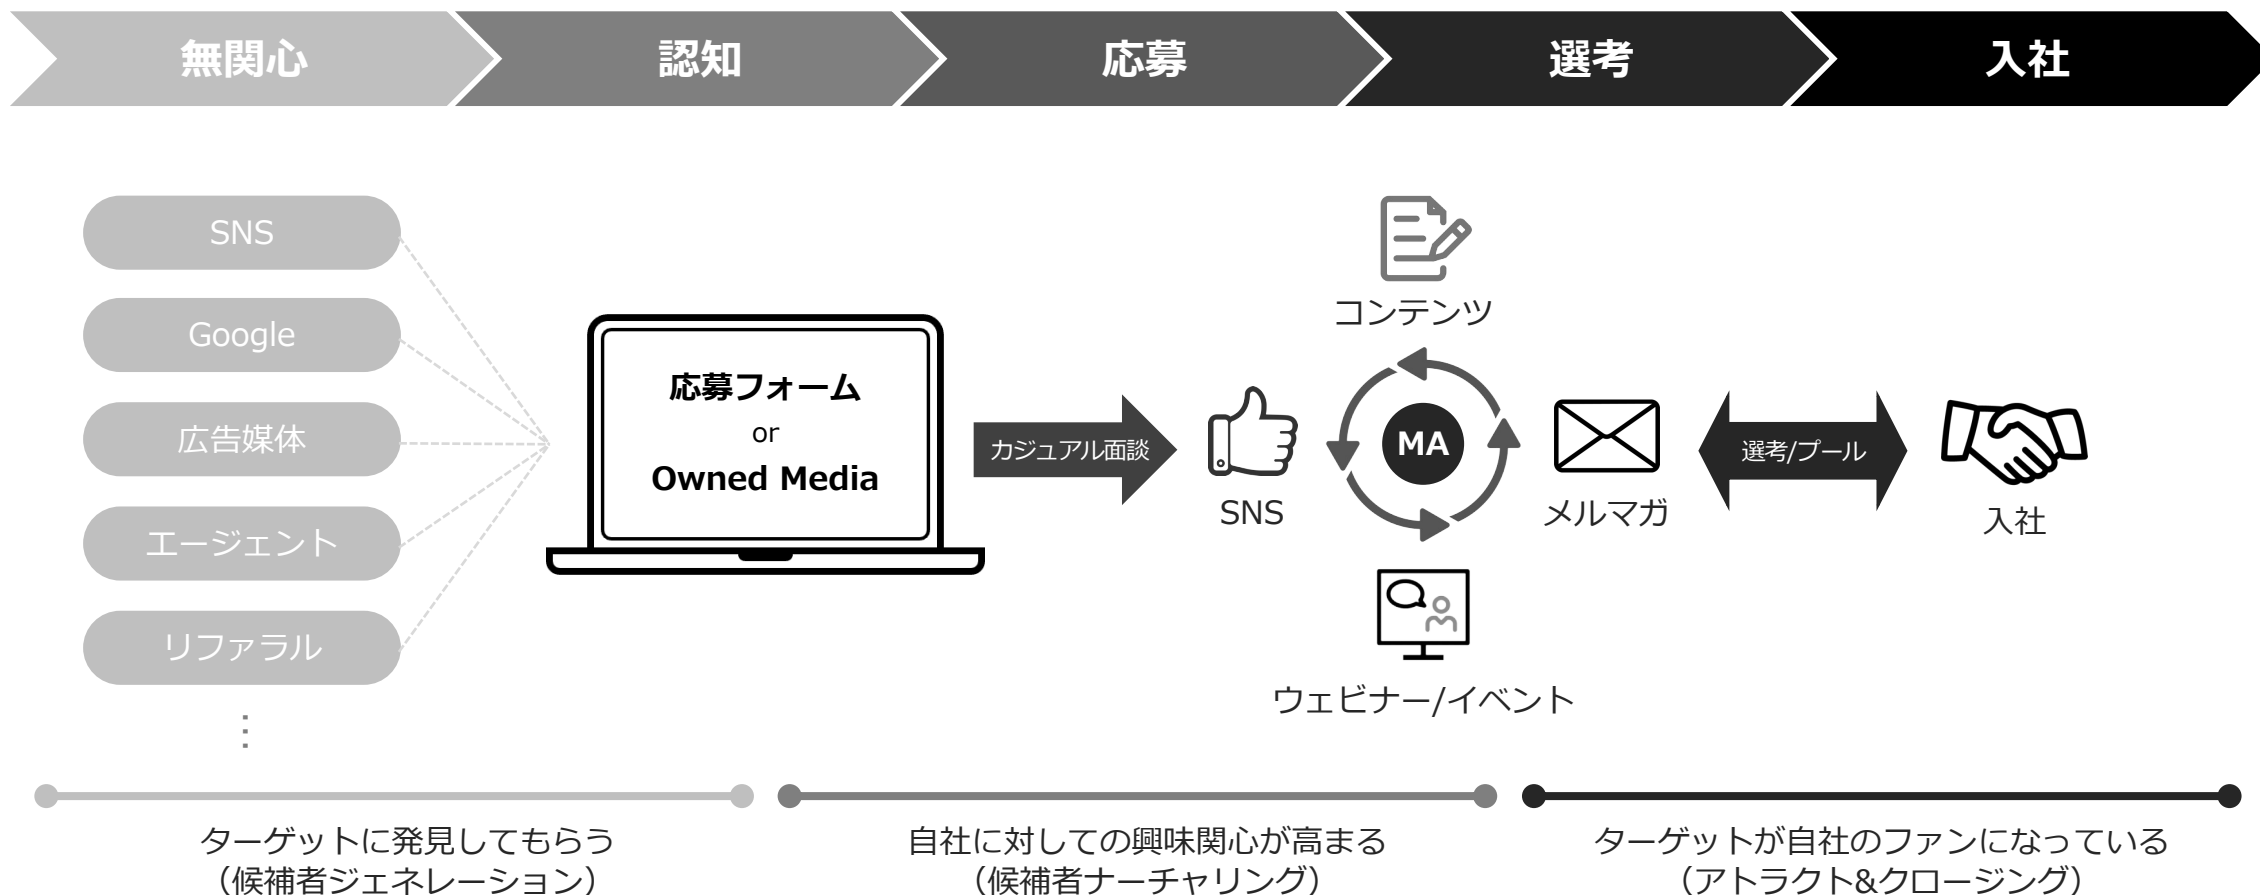 無関心
認知
応募
選考
入社
SNS
Google
広告媒体
エージェント
リファラル
⋮
応募フォーム
or
Owned Media
カジュアル面談
コンテンツ
SNS
MA
メルマガ
ウェビナー/イベント
選考/プール
入社
ターゲットに発見してもらう
（候補者ジェネレーション）
自社に対しての興味関心が高まる
（候補者ナーチャリング）
ターゲットが自社のファンになっている
（アトラクト&クロージング）